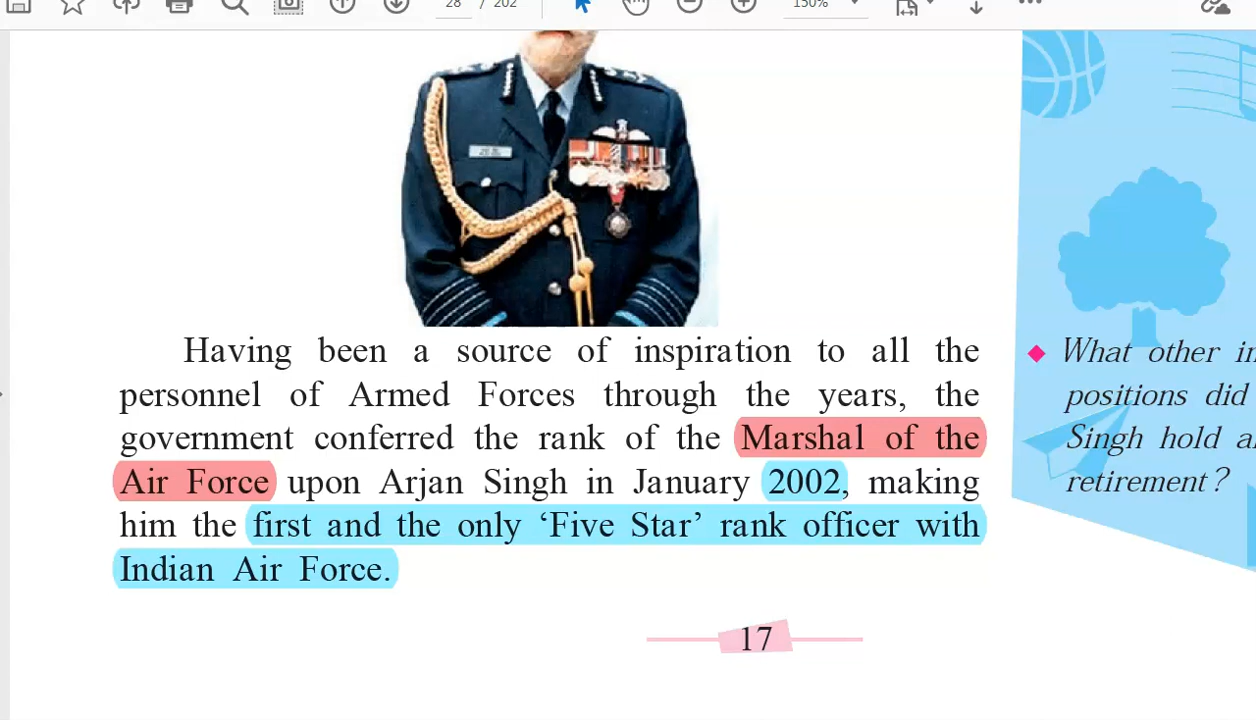 28 / 202
150%
Having been a source of inspiration to all the
personnel of Armed Forces through the years, the
government conferred the rank of the Marshal of the
Air Force upon Arjan Singh in January 2002, making
him the first and the only ‘Five Star’ rank officer with
Indian Air Force.
What other
positions did
Singh hold
retirement?
17